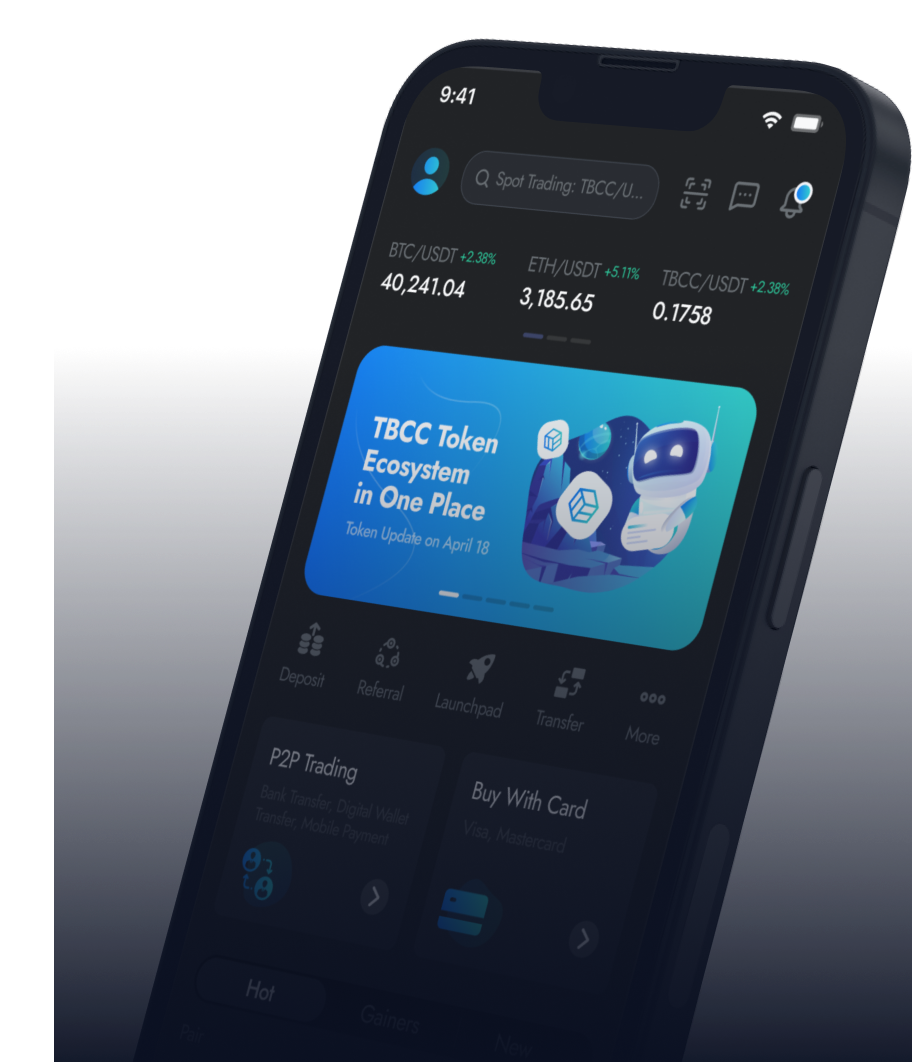 9:41
Spot Trading: TBCC/U...
BTC/USDT +2.38%
40,241.04
ETH/USDT +5.11%
3,185.65
TBCC/USDT +2.38%
0.1758
TBCC Token
Ecosystem
in One Place
Token Update on April 18
Deposit
Referral
Launchpad
Transfer
More
P2P Trading
Bank Transfer, Digital Wallet
Transfer, Mobile Payment
Buy With Card
Visa, Mastercard
Hot
Gainers
New
Pair